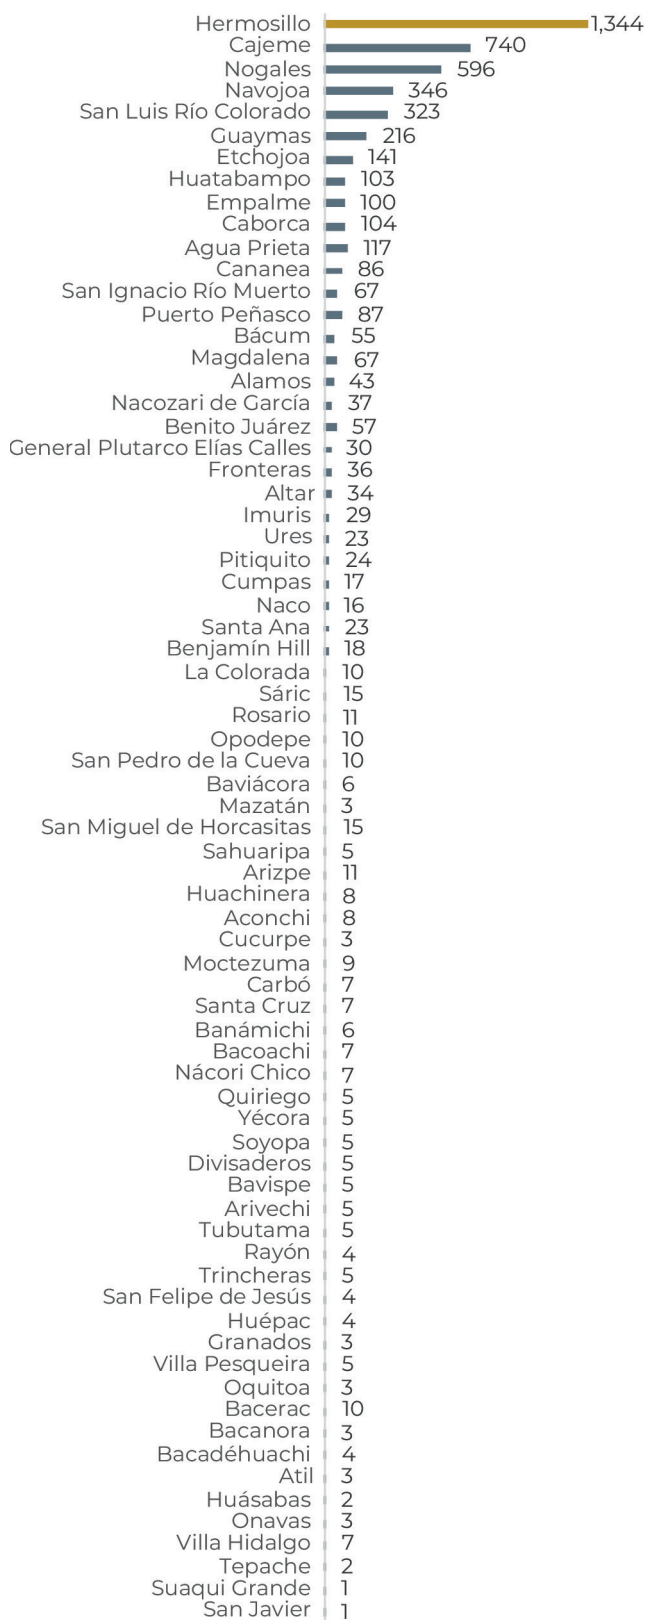 Hermosillo 1,344
Cajeme 740
Nogales 596
Navojoa 346
San Luis Río Colorado 323
Guaymas 216
Etchojoa 141
Huatabampo 103
Empalme 100
Caborca 104
Agua Prieta 117
Cananea 86
San Ignacio Río Muerto 67
Puerto Peñasco 87
Bácum 55
Magdalena 67
Alamos 43
Nacozari de García 37
Benito Juárez 57
General Plutarco Elías Calles 30
Fronteras 36
Altar 34
Imuris 29
Ures 23
Pitiquito 24
Cumpas 17
Naco 16
Santa Ana 23
Benjamín Hill 18
La Colorada 10
Sáric 15
Rosario 11
Opodepe 10
San Pedro de la Cueva 10
Baviácora 6
Mazatán 3
San Miguel de Horcasitas 15
Sahuaripa 5
Arizpe 11
Huachinera 8
Aconchi 8
Cucurpe 3
Moctezuma 9
Carbó 7
Santa Cruz 7
Banámichi 6
Bacoachi 7
Nácori Chico 7
Quiriego 5
Yécora 5
Soyopa 5
Divisaderos 5
Bavispe 5
Arivechi 5
Tubutama 5
Rayón 4
Trincheras 5
San Felipe de Jesús 4
Huépac 4
Granados 3
Villa Pesqueira 5
Oquitoa 3
Bacerac 10
Bacanora 3
Bacadéhuachi 4
Atil 3
Huásabas 2
Onavas 3
Villa Hidalgo 7
Tepache 2
Suaqui Grande 1
San Javier 1